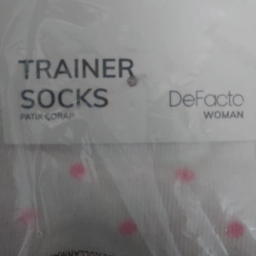 TRAINER
SOCKS
PATİK ÇORAP
DeFacto
WOMAN